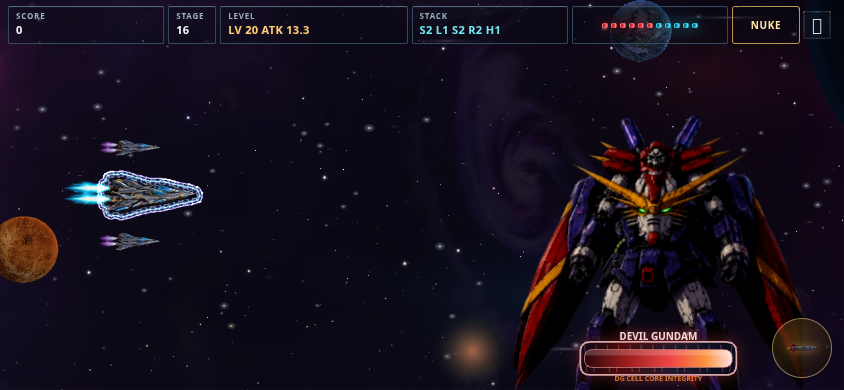 SCORE
0
STAGE
16
LEVEL
LV 20 ATK 13.3
STACK
S2 L1 S2 R2 H1
NUKE
DEVIL GUNDAM
DG CELL CORE INTEGRITY